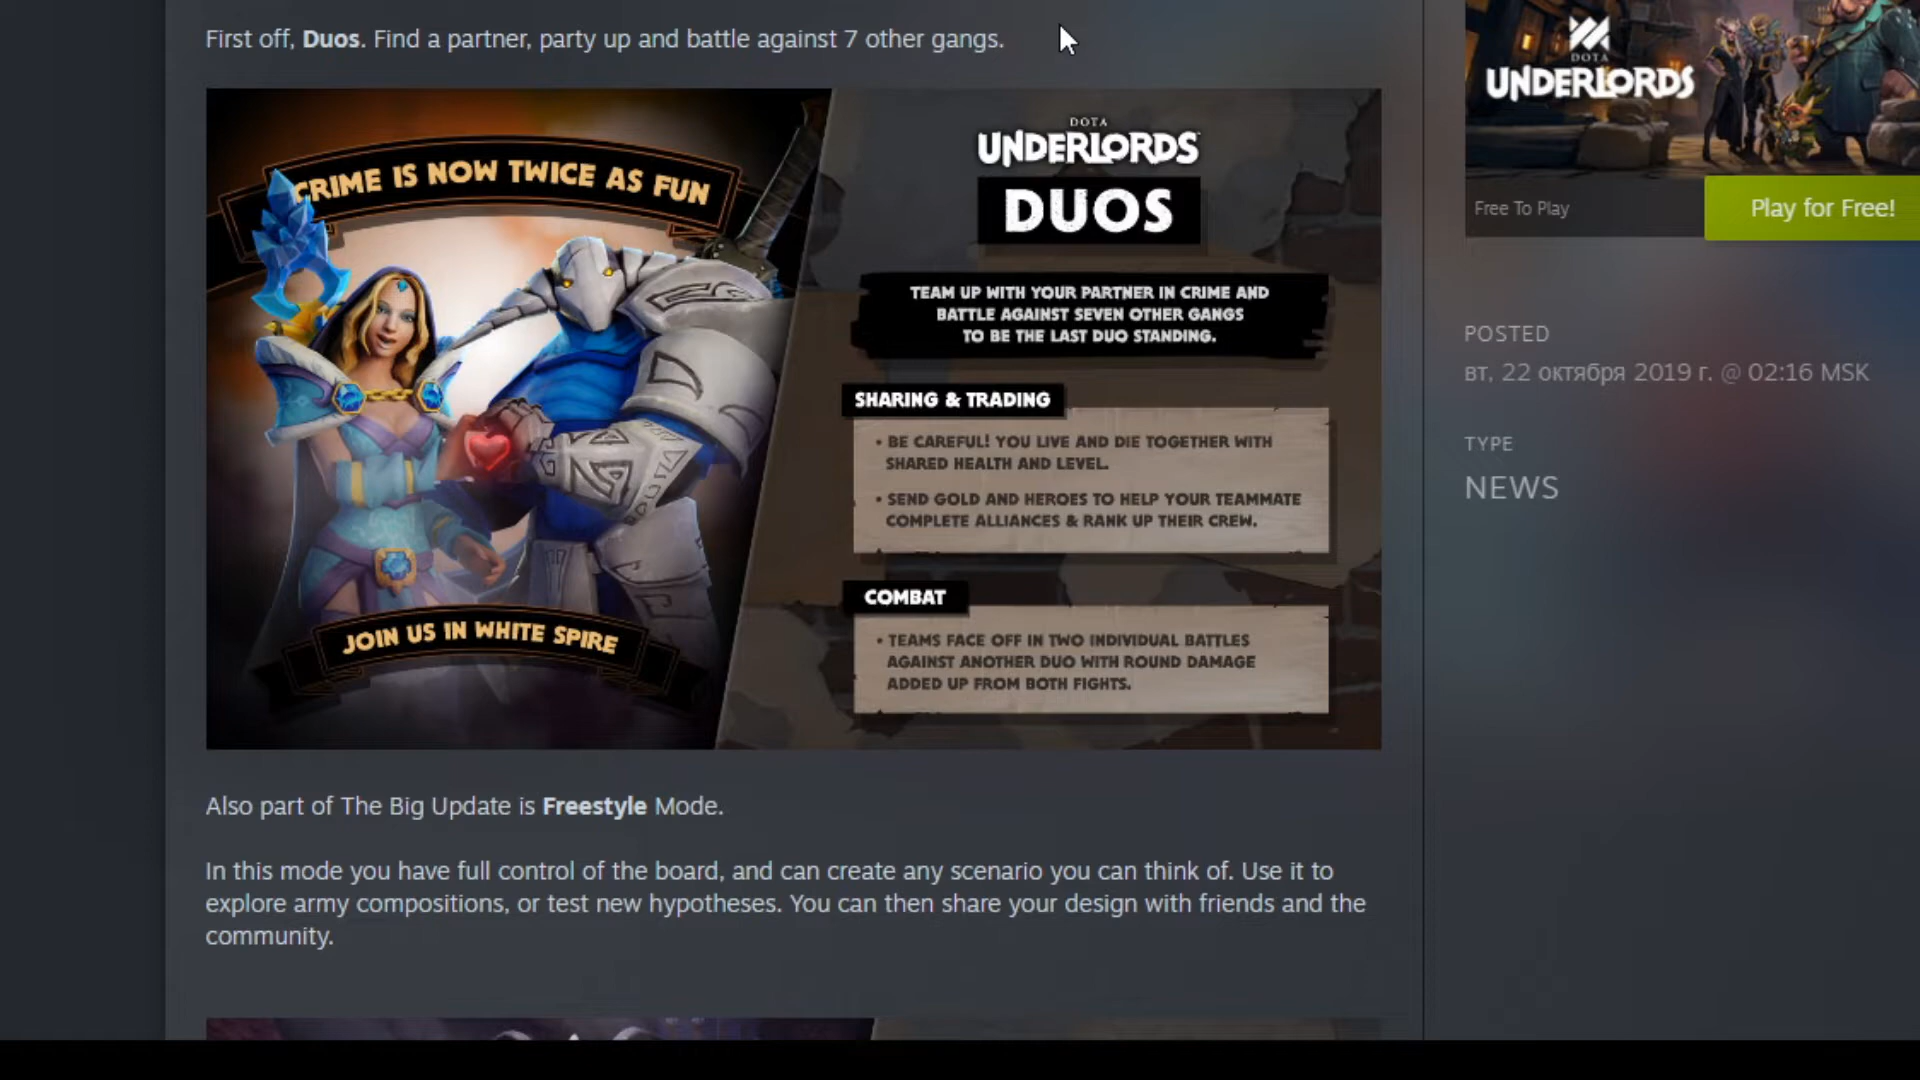 First off, Duos. Find a partner, party up and battle against 7 other gangs.
CRIME IS NOW TWICE AS FUN
JOIN US IN WHITE SPIRE
DOTA
UNDERLORDS
DUOS
TEAM UP WITH YOUR PARTNER IN CRIME AND
BATTLE AGAINST SEVEN OTHER GANGS
TO BE THE LAST DUO STANDING.
SHARING & TRADING
• BE CAREFUL! YOU LIVE AND DIE TOGETHER WITH
SHARED HEALTH AND LEVEL.
• SEND GOLD AND HEROES TO HELP YOUR TEAMMATE
COMPLETE ALLIANCES & RANK UP THEIR CREW.
COMBAT
• TEAMS FACE OFF IN TWO INDIVIDUAL BATTLES
AGAINST ANOTHER DUO WITH ROUND DAMAGE
ADDED UP FROM BOTH FIGHTS.
Also part of The Big Update is Freestyle Mode.
In this mode you have full control of the board, and can create any scenario you can think of. Use it to
explore army compositions, or test new hypotheses. You can then share your design with friends and the
community.
DOTA
UNDERLORDS
Free To Play
Play for Free!
POSTED
вт, 22 октября 2019 г. @ 02:16 MSK
TYPE
NEWS